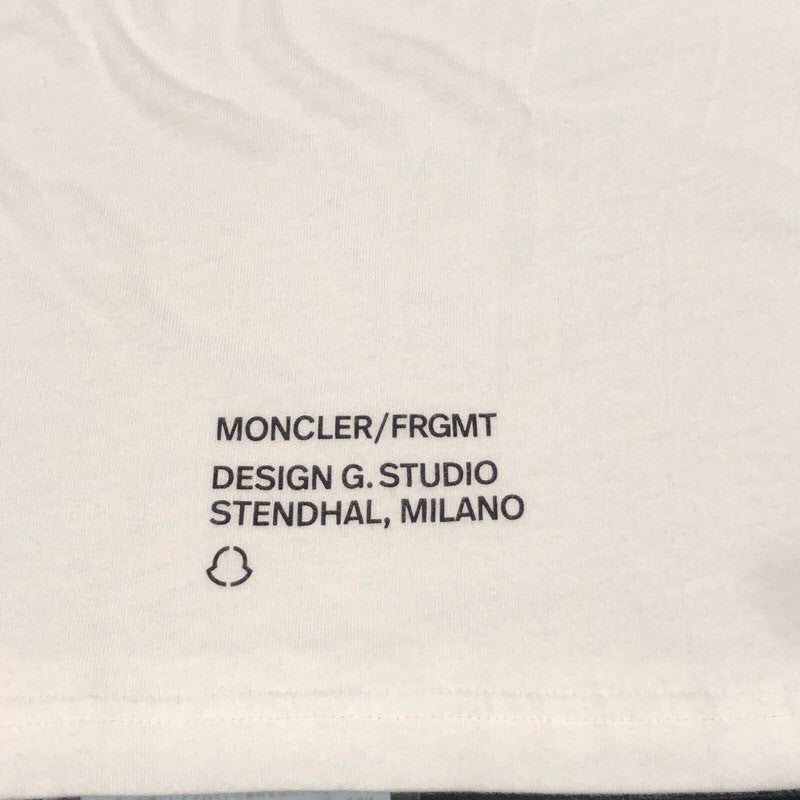 MONCLER/FRGMT
DESIGN G. STUDIO
STENDHAL, MILANO